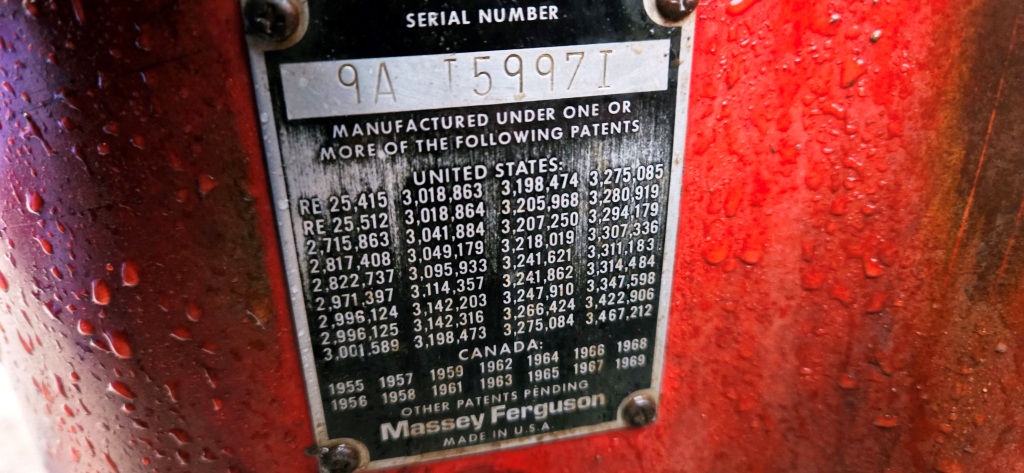 SERIAL NUMBER
9A T59971
MANUFACTURED UNDER ONE OR
MORE OF THE FOLLOWING PATENTS
UNITED STATES:
RE 25,415 3,018,863 3,198,474 3,275,085
RE 25,512 3,018,864 3,205,968 3,280,919
2,715,863 3,041,884 3,207,250 3,294,179
2,817,408 3,049,179 3,218,019 3,307,336
2,822,737 3,095,933 3,241,621 3,311,183
2,971,397 3,114,357 3,241,862 3,314,484
2,996,124 3,142,203 3,247,910 3,347,598
2,996,125 3,142,316 3,266,424 3,422,906
3,001,589 3,198,473 3,275,084 3,467,212
CANADA:
1955 1957 1959 1962 1964 1966 1968
1956 1958 1961 1963 1965 1967 1969
OTHER PATENTS PENDING
Massey Ferguson
MADE IN U.S.A.